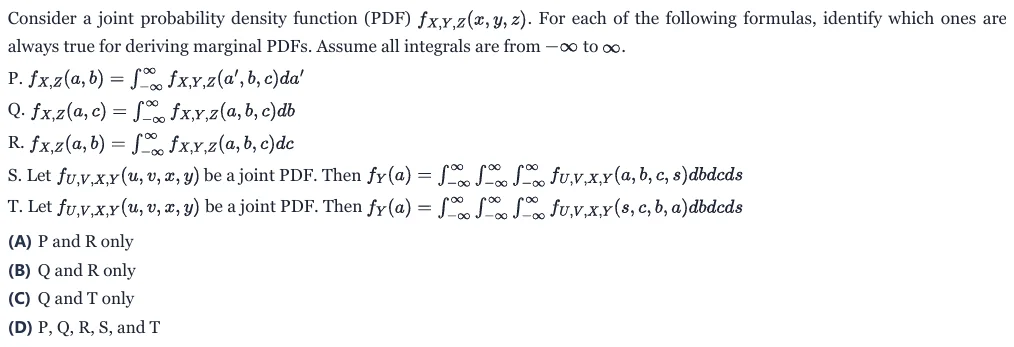 Consider a joint probability density function (PDF) f_{X,Y,Z}(x, y, z). For each of the following formulas, identify which ones are
always true for deriving marginal PDFs. Assume all integrals are from −∞ to ∞.
P. f_{X,Z}(a, b) = ∫_{−∞}^{∞} f_{X,Y,Z}(a′, b, c)da′
Q. f_{X,Z}(a, c) = ∫_{−∞}^{∞} f_{X,Y,Z}(a, b, c)db
R. f_{X,Z}(a, b) = ∫_{−∞}^{∞} f_{X,Y,Z}(a, b, c)dc
S. Let f_{U,V,X,Y}(u, v, x, y) be a joint PDF. Then f_Y(a) = ∫_{−∞}^{∞} ∫_{−∞}^{∞} ∫_{−∞}^{∞} f_{U,V,X,Y}(a, b, c, s)dbdcds
T. Let f_{U,V,X,Y}(u, v, x, y) be a joint PDF. Then f_Y(a) = ∫_{−∞}^{∞} ∫_{−∞}^{∞} ∫_{−∞}^{∞} f_{U,V,X,Y}(s, c, b, a)dbdcds
(A) P and R only
(B) Q and R only
(C) Q and T only
(D) P, Q, R, S, and T